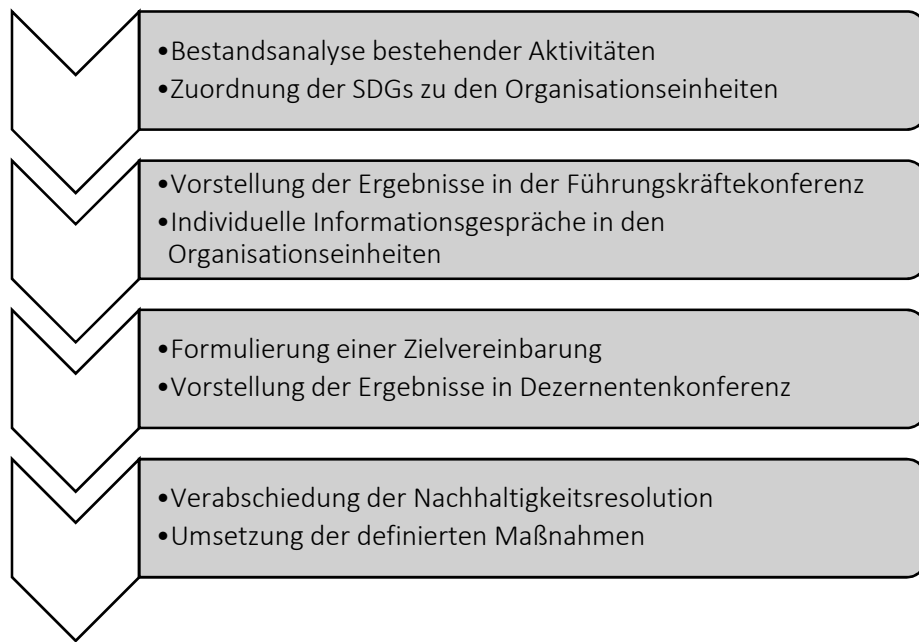 •Bestandsanalyse bestehender Aktivitäten
•Zuordnung der SDGs zu den Organisationseinheiten
•Vorstellung der Ergebnisse in der Führungskräftekonferenz
•Individuelle Informationsgespräche in den
Organisationseinheiten
•Formulierung einer Zielvereinbarung
•Vorstellung der Ergebnisse in Dezernentenkonferenz
•Verabschiedung der Nachhaltigkeitsresolution
•Umsetzung der definierten Maßnahmen